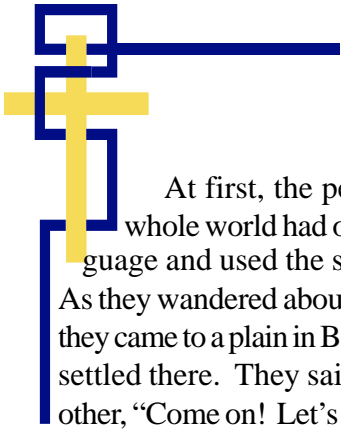 At first, the pe
whole world had o
guage and used the s
As they wandered abou
they came to a plain in B
settled there. They sai
other, “Come on! Let’s